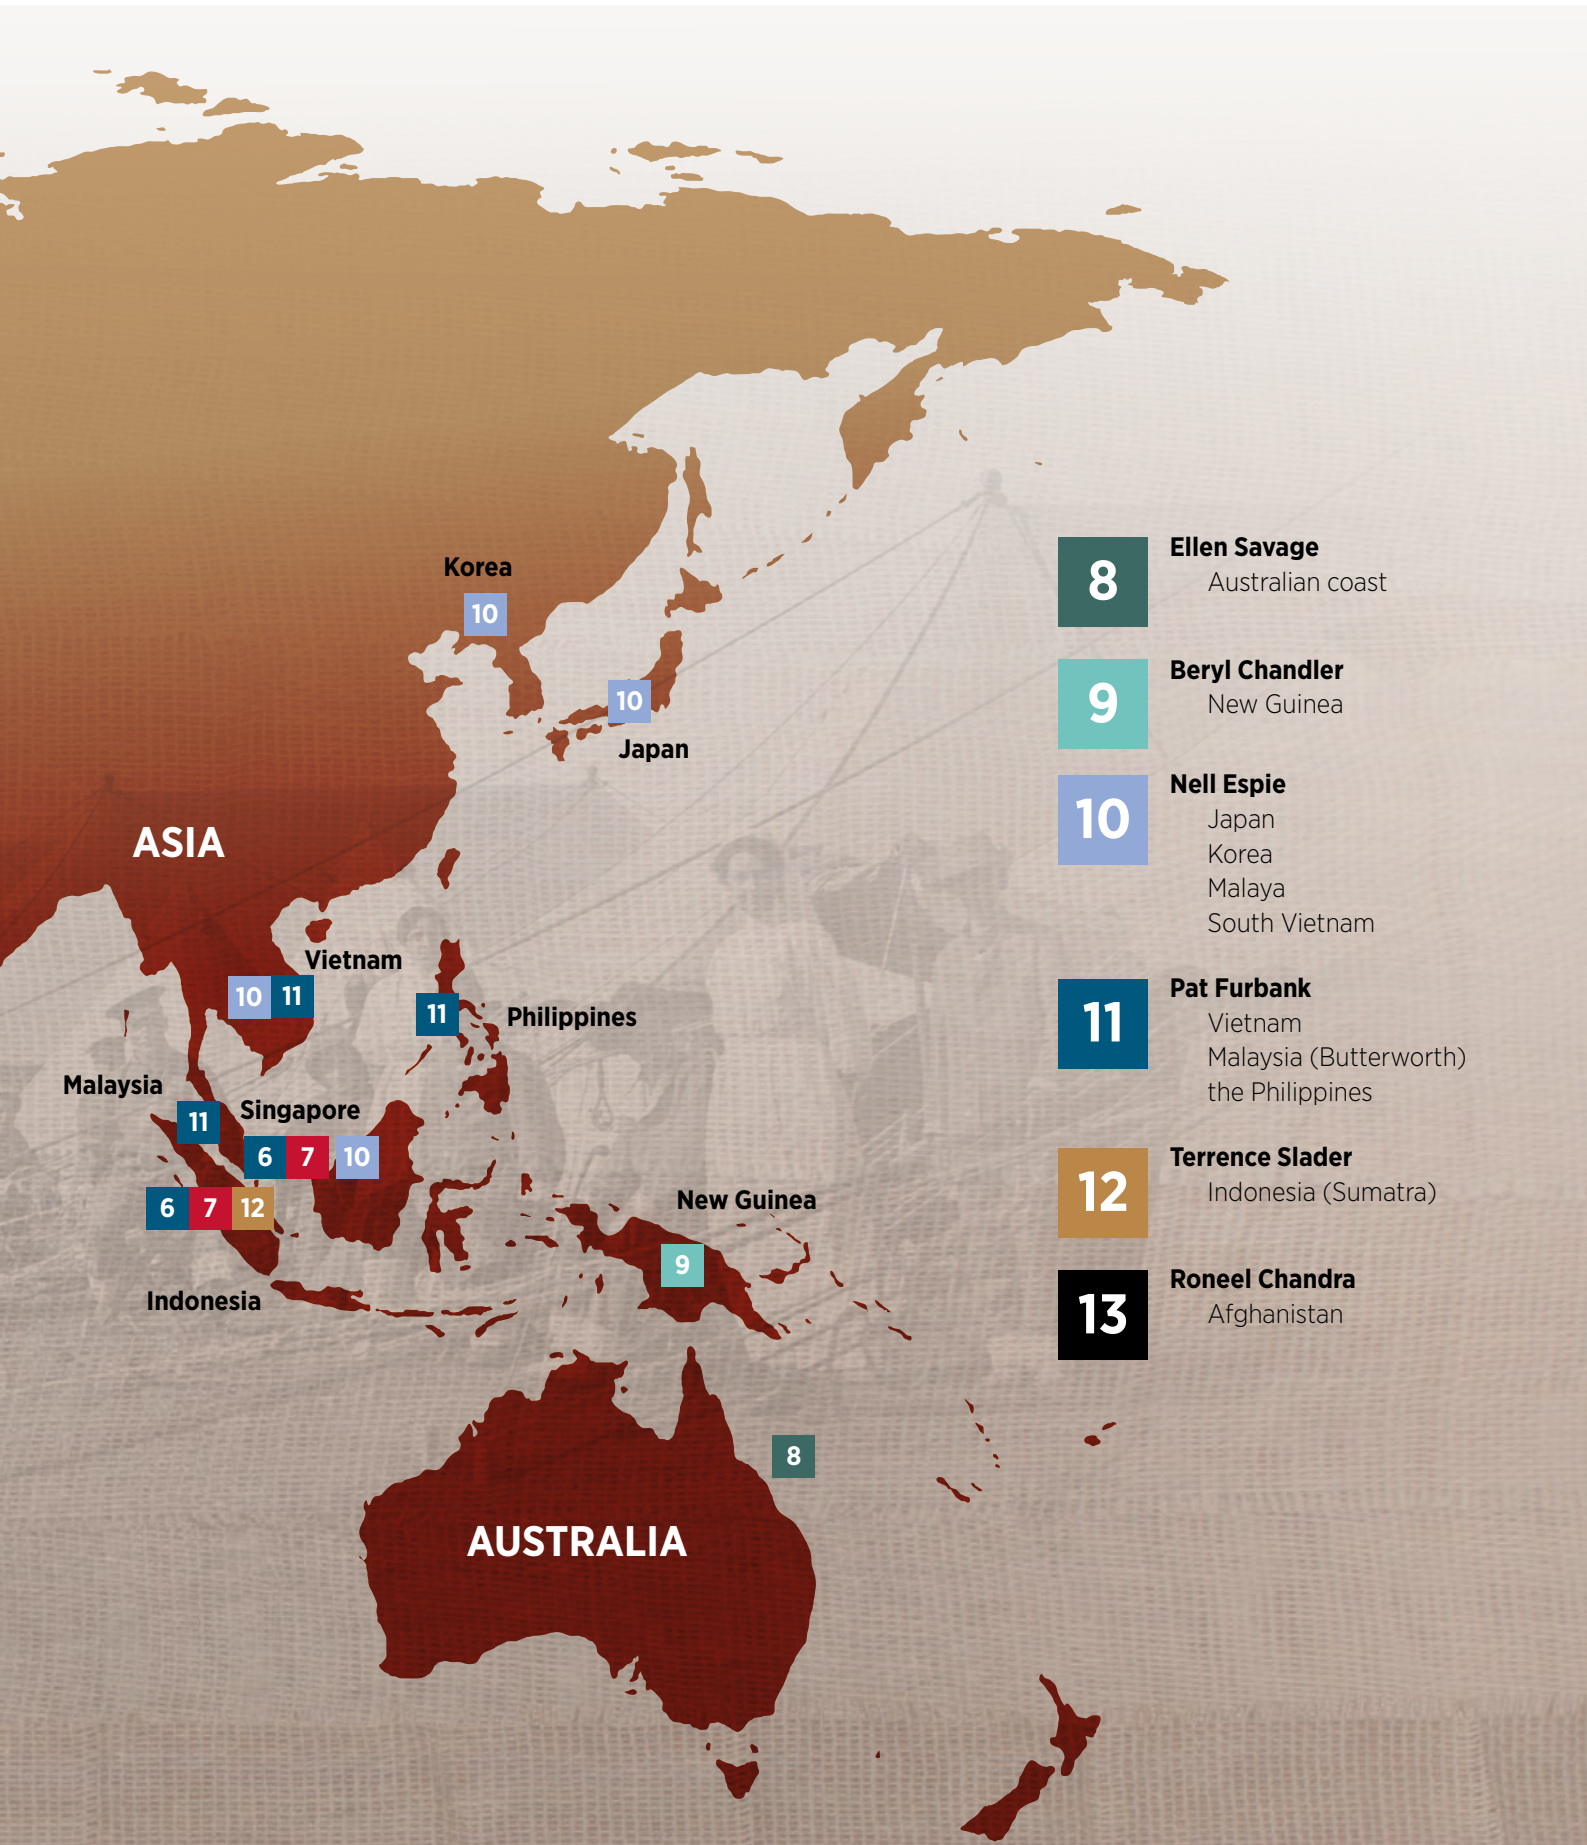 Korea
10
10
Japan
ASIA
Vietnam
10 11
11
Philippines
Malaysia
11
Singapore
6 7 10
6 7 12
Indonesia
New Guinea
9
8
AUSTRALIA
8
Ellen Savage
Australian coast
9
Beryl Chandler
New Guinea
10
Nell Espie
Japan
Korea
Malaya
South Vietnam
11
Pat Furbank
Vietnam
Malaysia (Butterworth)
the Philippines
12
Terrence Slader
Indonesia (Sumatra)
13
Roneel Chandra
Afghanistan